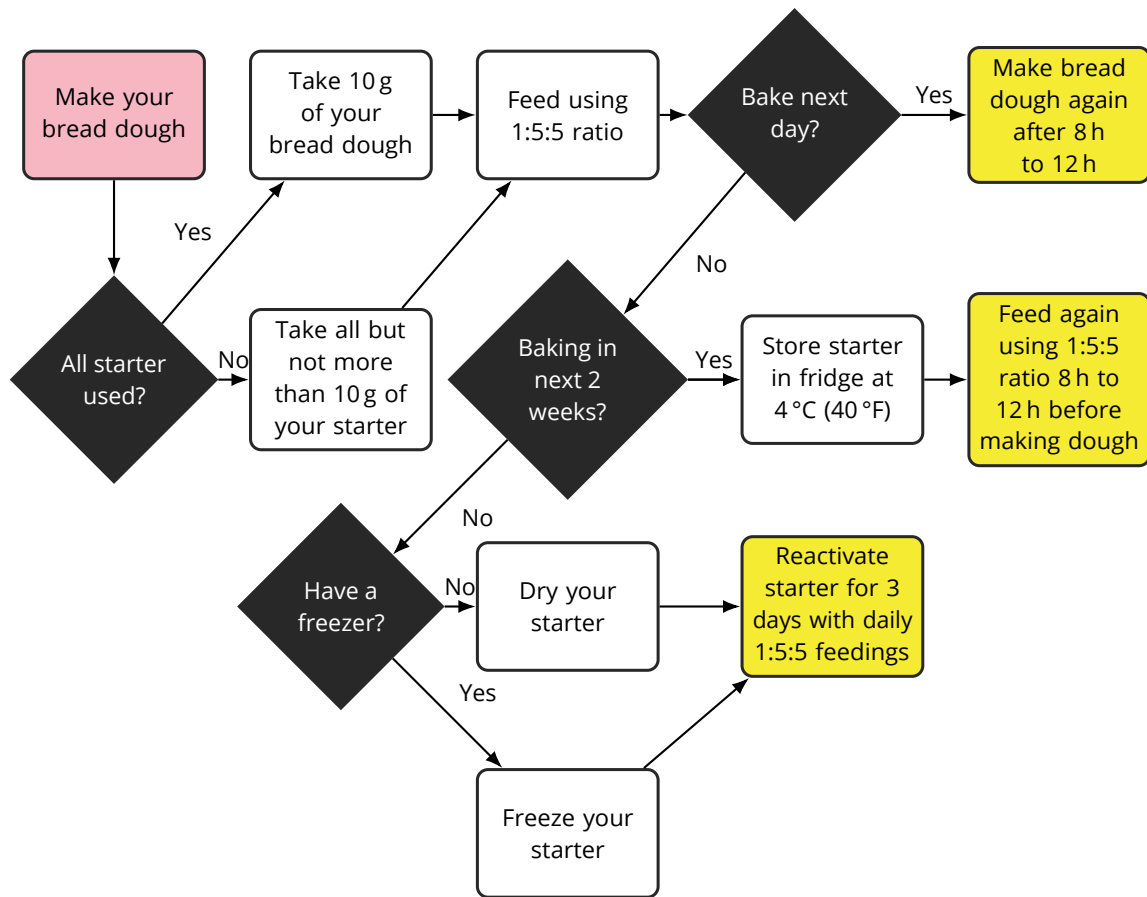 Make your
bread dough
Take 10 g
of your
bread dough
Feed using
1:5:5 ratio
Bake next
day?
Yes
Make bread
dough again
after 8 h
to 12 h
Yes
No
All starter
used?
No
Take all but
not more
than 10 g of
your starter
Baking in
next 2
weeks?
Yes
Store starter
in fridge at
4 °C (40 °F)
Feed again
using 1:5:5
ratio 8 h to
12 h before
making dough
No
Have a
freezer?
No
Dry your
starter
Reactivate
starter for 3
days with daily
1:5:5 feedings
Yes
Freeze your
starter